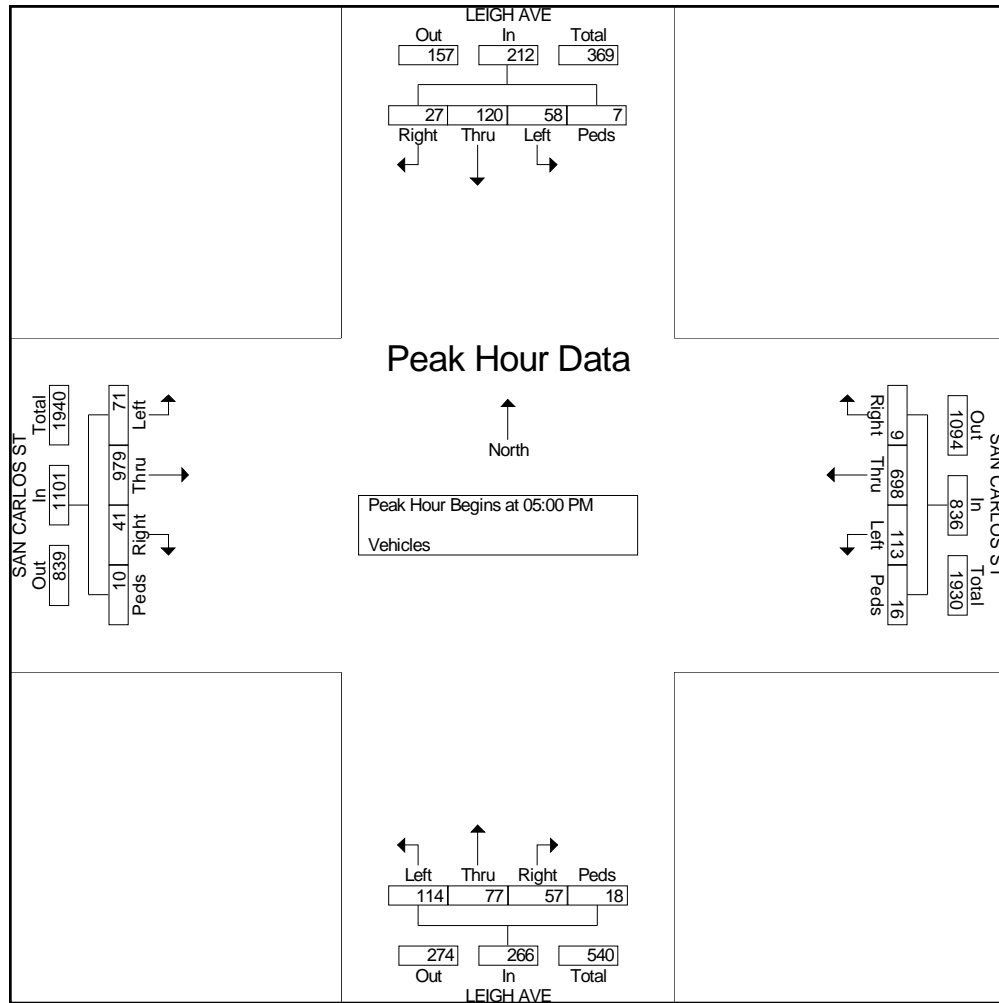 LEIGH AVE
Out In Total
157 212 369
27 120 58 7
Right Thru Left Peds
Peak Hour Data
North
Peak Hour Begins at 05:00 PM
Vehicles
SAN CARLOS ST
Out In Total
839 1101 1940
10 41 979 71
Peds Right Thru Left
SAN CARLOS ST
Out In Total
1094 836 1930
Right Thru Left Peds
9 698 113 16
Left Thru Right Peds
114 77 57 18
274 266 540
Out In Total
LEIGH AVE